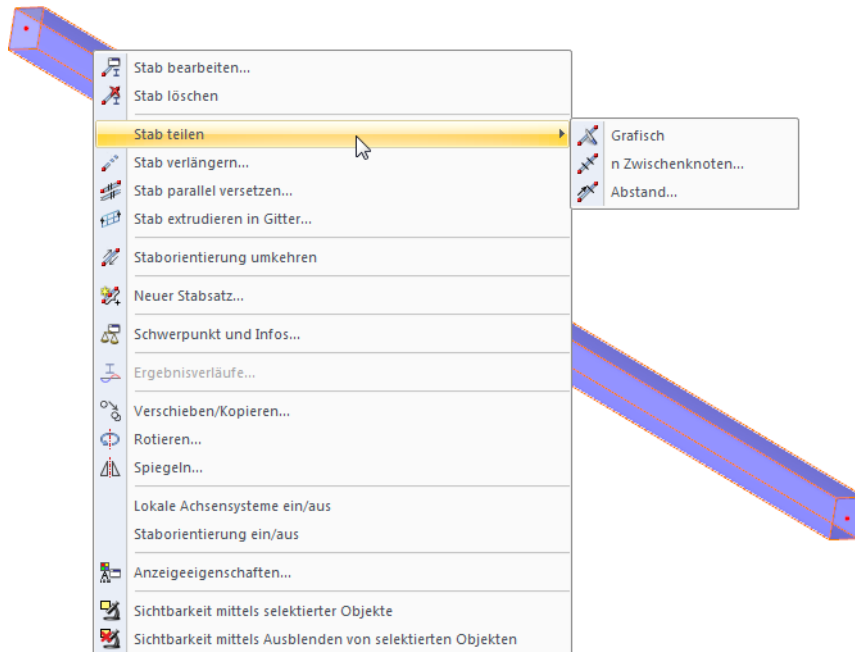 Stab bearbeiten...
Stab löschen
Stab teilen
Grafisch
n Zwischenknoten...
Abstand...
Stab verlängern...
Stab parallel versetzen...
Stab extrudieren in Gitter...
Staborientierung umkehren
Neuer Stabsatz...
Schwerpunkt und Infos...
Ergebnisverläufe...
Verschieben/Kopieren...
Rotieren...
Spiegeln...
Lokale Achsensysteme ein/aus
Staborientierung ein/aus
Anzeigeeigenschaften...
Sichtbarkeit mittels selektierter Objekte
Sichtbarkeit mittels Ausblenden von selektierten Objekten